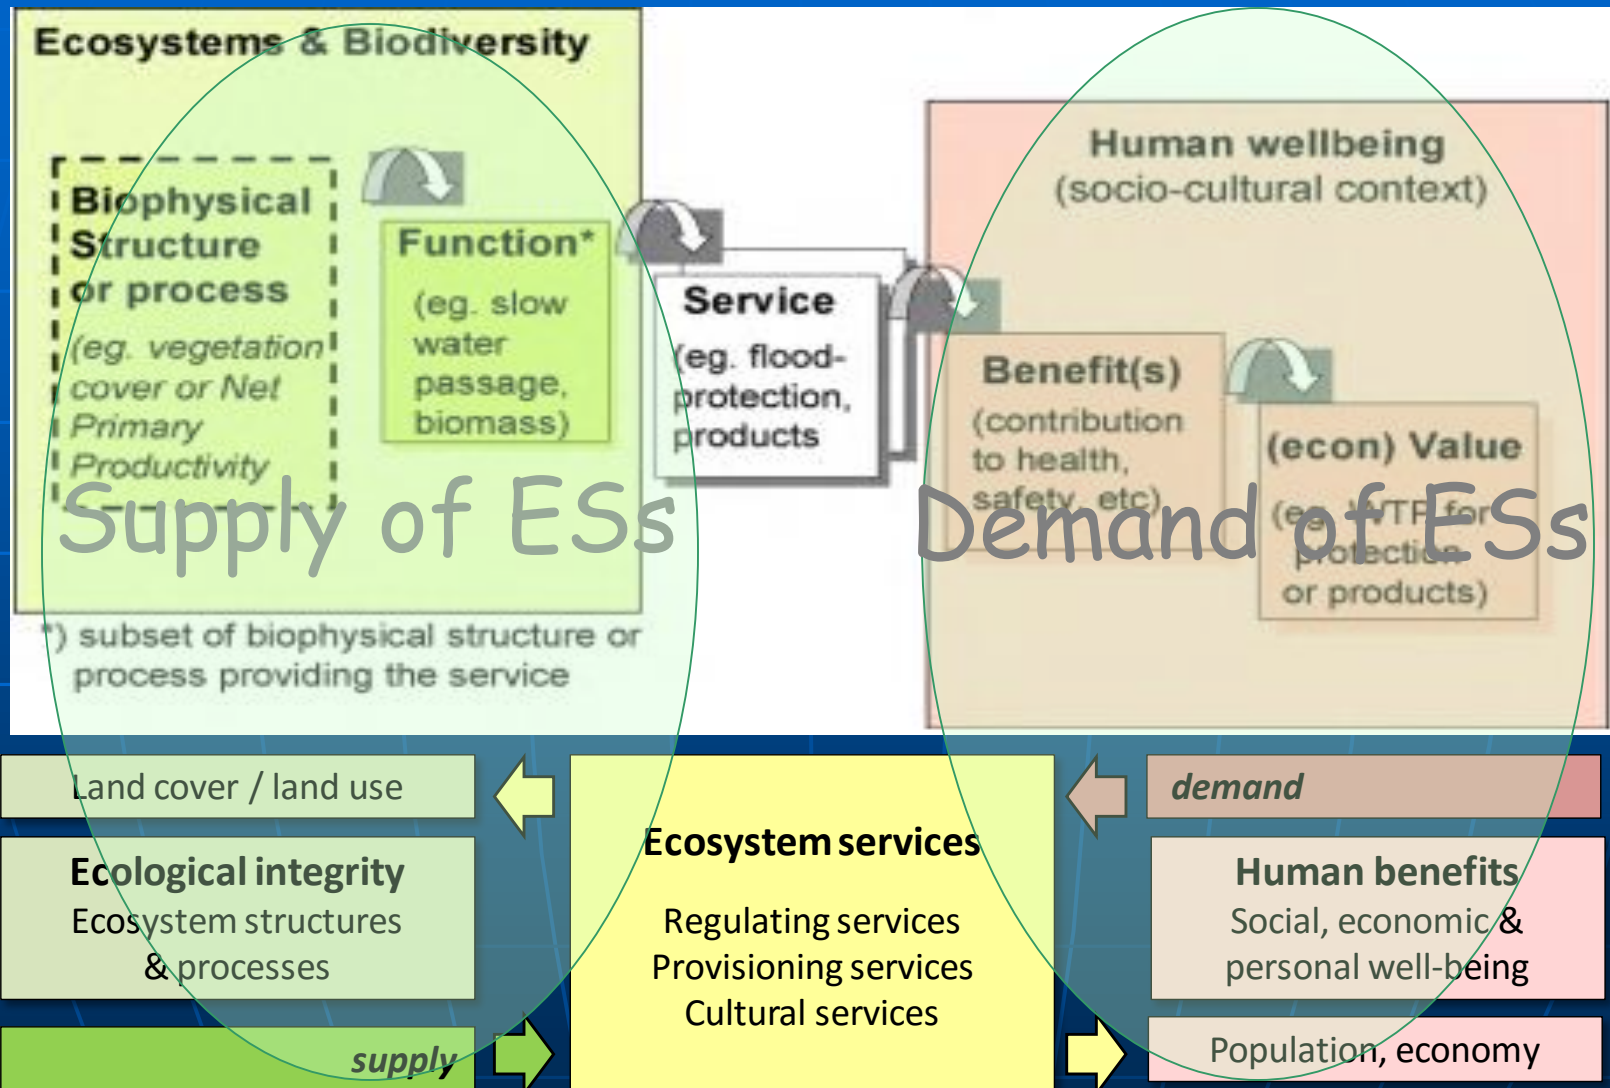 Ecosystems & Biodiversity
Biophysical
Structure
or process
(eg. vegetation
cover or Net
Primary
Productivity
Function*
(eg. slow
water
passage,
biomass)
Service
(eg. flood-
protection,
products
Human wellbeing
(socio-cultural context)
Benefit(s)
(contribution
to health,
safety, etc)
(econ) Value
(eg. WTP for
protection
or products)
Supply of ESs
Demand of ESs
*) subset of biophysical structure or
process providing the service
Land cover / land use
Ecological integrity
Ecosystem structures
& processes
supply
Ecosystem services
Regulating services
Provisioning services
Cultural services
demand
Human benefits
Social, economic &
personal well-being
Population, economy